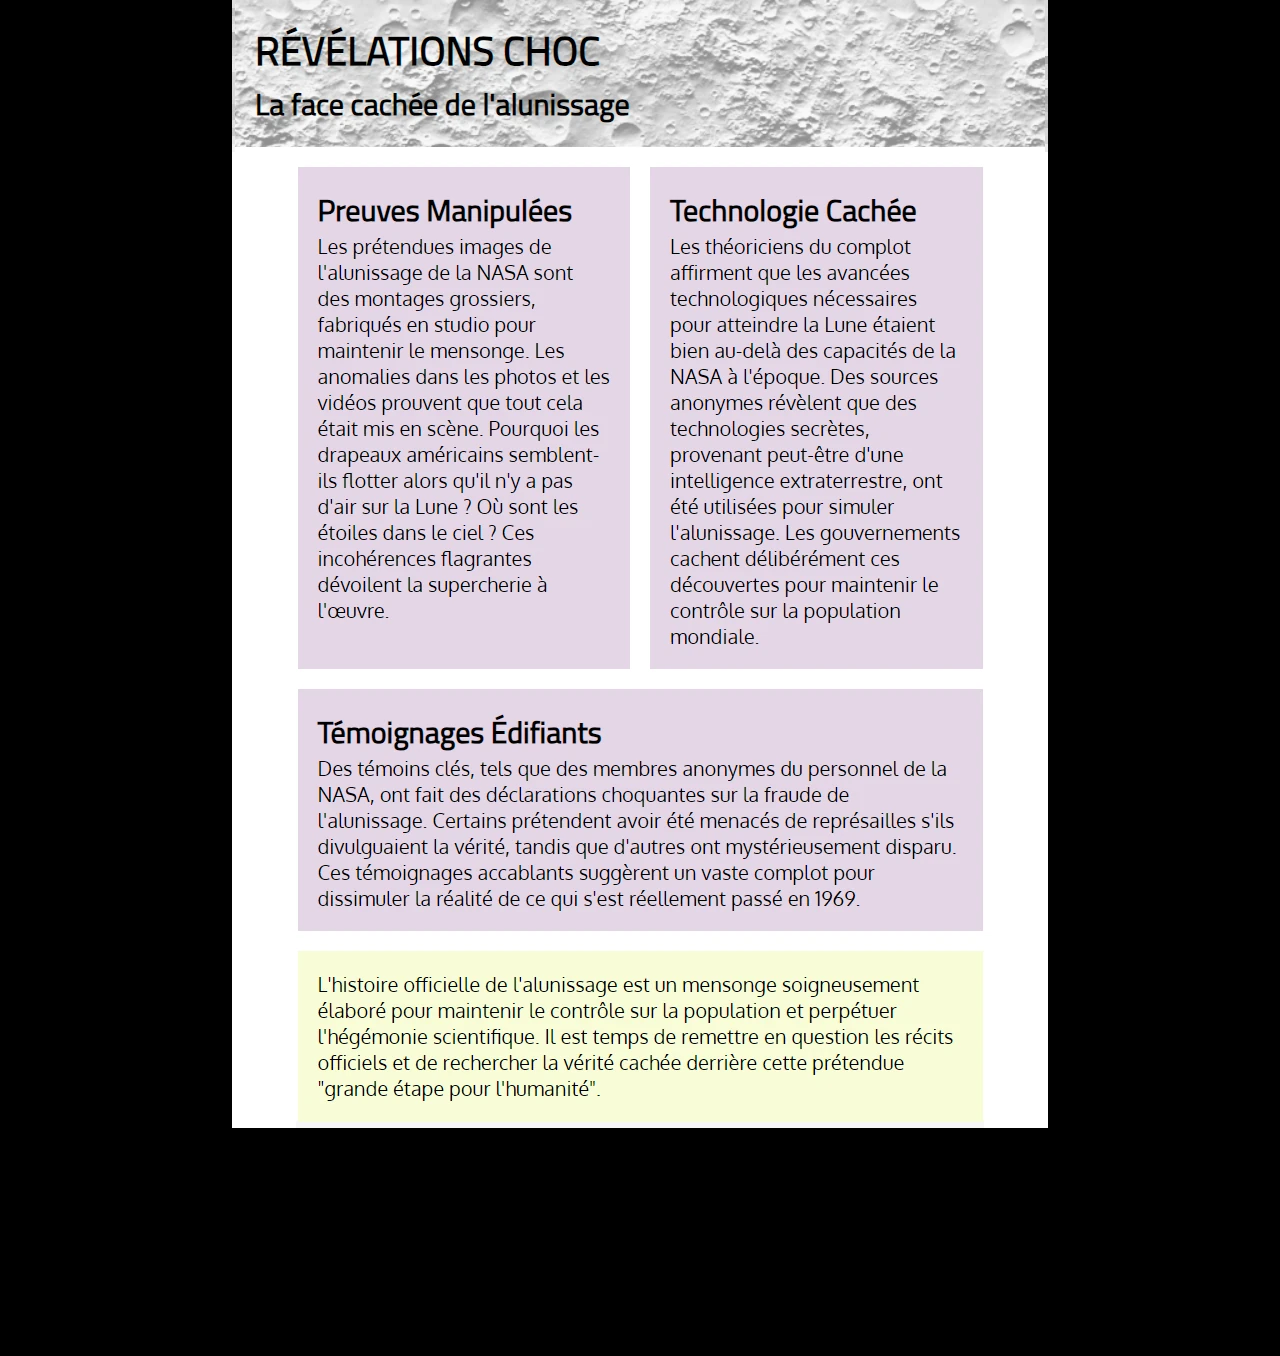 RÉVÉLATIONS CHOC
La face cachée de l'alunissage
Preuves Manipulées
Les prétendues images de
l'alunissage de la NASA sont
des montages grossiers,
fabriqués en studio pour
maintenir le mensonge. Les
anomalies dans les photos et les
vidéos prouvent que tout cela
était mis en scène. Pourquoi les
drapeaux américains semblent-
ils flotter alors qu'il n'y a pas
d'air sur la Lune ? Où sont les
étoiles dans le ciel ? Ces
incohérences flagrantes
dévoilent la supercherie à
l'œuvre.
Technologie Cachée
Les théoriciens du complot
affirment que les avancées
technologiques nécessaires
pour atteindre la Lune étaient
bien au-delà des capacités de la
NASA à l'époque. Des sources
anonymes révèlent que des
technologies secrètes,
provenant peut-être d'une
intelligence extraterrestre, ont
été utilisées pour simuler
l'alunissage. Les gouvernements
cachent délibérément ces
découvertes pour maintenir le
contrôle sur la population
mondiale.
Témoignages Édifiants
Des témoins clés, tels que des membres anonymes du personnel de la
NASA, ont fait des déclarations choquantes sur la fraude de
l'alunissage. Certains prétendent avoir été menacés de représailles s'ils
divulguaient la vérité, tandis que d'autres ont mystérieusement disparu.
Ces témoignages accablants suggèrent un vaste complot pour
dissimuler la réalité de ce qui s'est réellement passé en 1969.
L'histoire officielle de l'alunissage est un mensonge soigneusement
élaboré pour maintenir le contrôle sur la population et perpétuer
l'hégémonie scientifique. Il est temps de remettre en question les récits
officiels et de rechercher la vérité cachée derrière cette prétendue
"grande étape pour l'humanité".